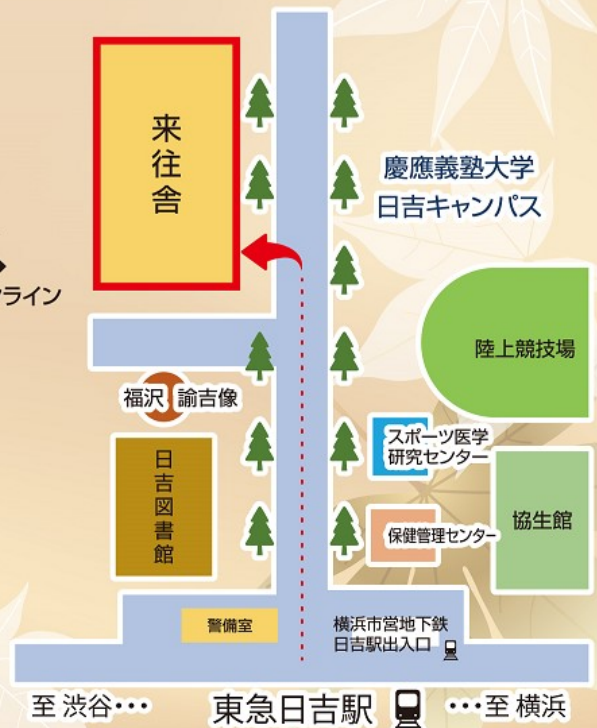 来往舎
慶應義塾大学
日吉キャンパス
ライン
陸上競技場
福沢 諭吉像
スポーツ医学
研究センター
日吉図書館
協生館
保健管理センター
警備室
横浜市営地下鉄
日吉駅出入口
至 渋谷・・・
東急日吉駅
・・・至 横浜